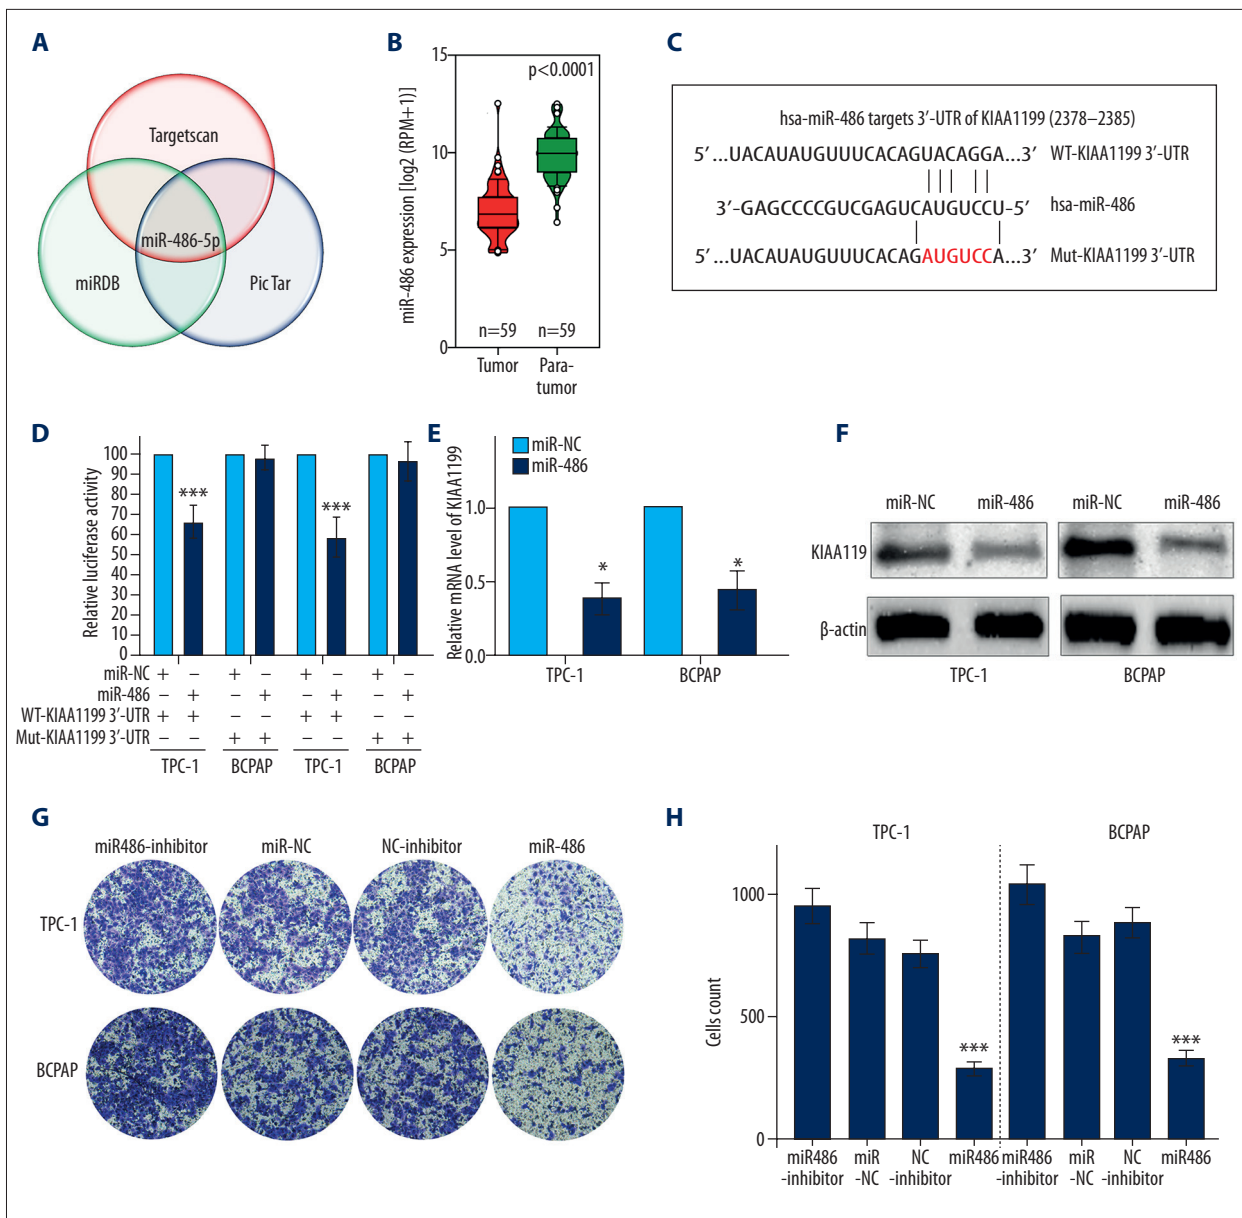 A
Targetscan
miR-486-5p
miRDB
Pic Tar
B
miR-486 expression [log2 (RPM+1)]
15
10
5
0
p<0.0001
n=59
n=59
Tumor
Para-
tumor
C
hsa-miR-486 targets 3′-UTR of KIAA1199 (2378–2385)
5′ ...UACAUAUGUUUCACAGUACAGGA...3′ WT-KIAA1199 3′-UTR
3′-GAGCCCCGUCGAGUCAUGUCCU-5′ hsa-miR-486
5′ ...UACAUAUGUUUCACAGAUGUCCA...3′ Mut-KIAA1199 3′-UTR
D
Relative luciferase activity
100
90
80
70
60
50
40
30
20
10
0
***
***
miR-NC + – + – + – + –
miR-486 – + – + – + – +
WT-KIAA1199 3′-UTR + + – – + + – –
Mut-KIAA1199 3′-UTR – – + + – – + +
TPC-1 BCPAP TPC-1 BCPAP
E
miR-NC
miR-486
Relative mRNA level of KIAA1199
1.0
0.5
0.0
*
*
TPC-1 BCPAP
F
miR-NC miR-486 miR-NC miR-486
KIAA119
β-actin
TPC-1 BCPAP
G
miR486-inhibitor miR-NC NC-inhibitor miR-486
TPC-1
BCPAP
H
TPC-1 BCPAP
Cells count
1000
500
0
***
***
miR486 miR NC miR486 miR486 miR NC miR486
-inhibitor -NC -inhibitor -inhibitor -NC -inhibitor